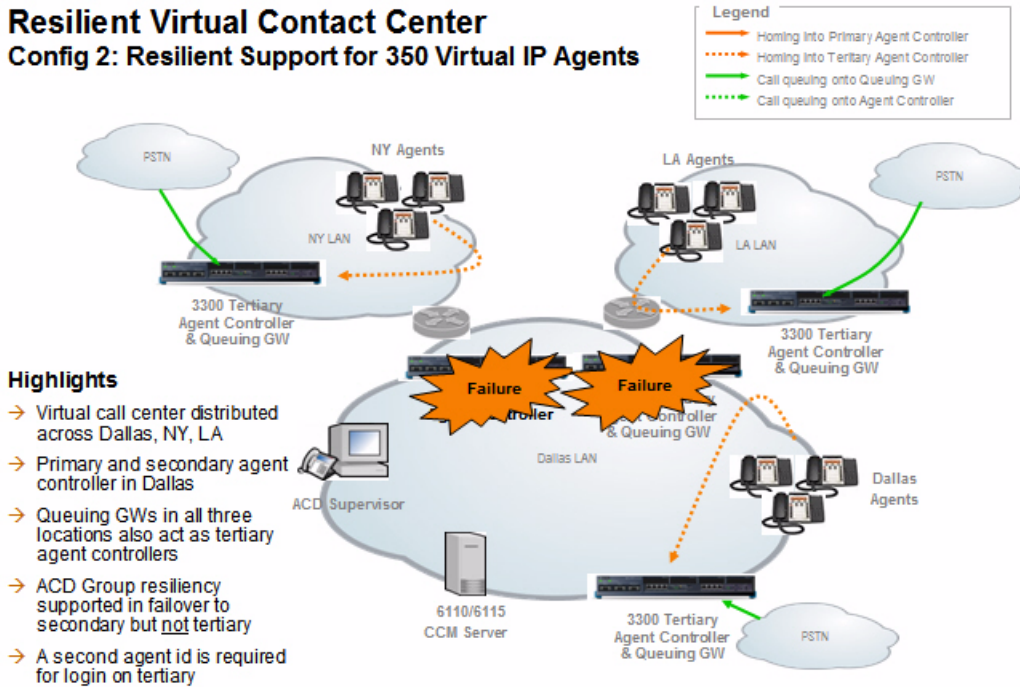 Resilient Virtual Contact Center
Config 2: Resilient Support for 350 Virtual IP Agents
Legend
Homing Into Primary Agent Controller
Homing Into Teritary Agent Controller
Call queuing onto Queuing GW
Call queuing onto Agent Controller
PSTN
NY Agents
NY LAN
3300 Tertiary
Agent Controller
& Queuing GW
LA Agents
LA LAN
PSTN
3300 Tertiary
Agent Controller
& Queuing GW
Failure
Failure
& Queuing GW
Dallas LAN
Highlights
→ Virtual call center distributed
across Dallas, NY, LA
→ Primary and secondary agent
controller in Dallas
→ Queuing GWs in all three
locations also act as tertiary
agent controllers
→ ACD Group resiliency
supported in failover to
secondary but not tertiary
→ A second agent id is required
for login on tertiary
ACD Supervisor
6110/6115
CCM Server
Dallas
Agents
3300 Tertiary
Agent Controller
& Queuing GW
PSTN